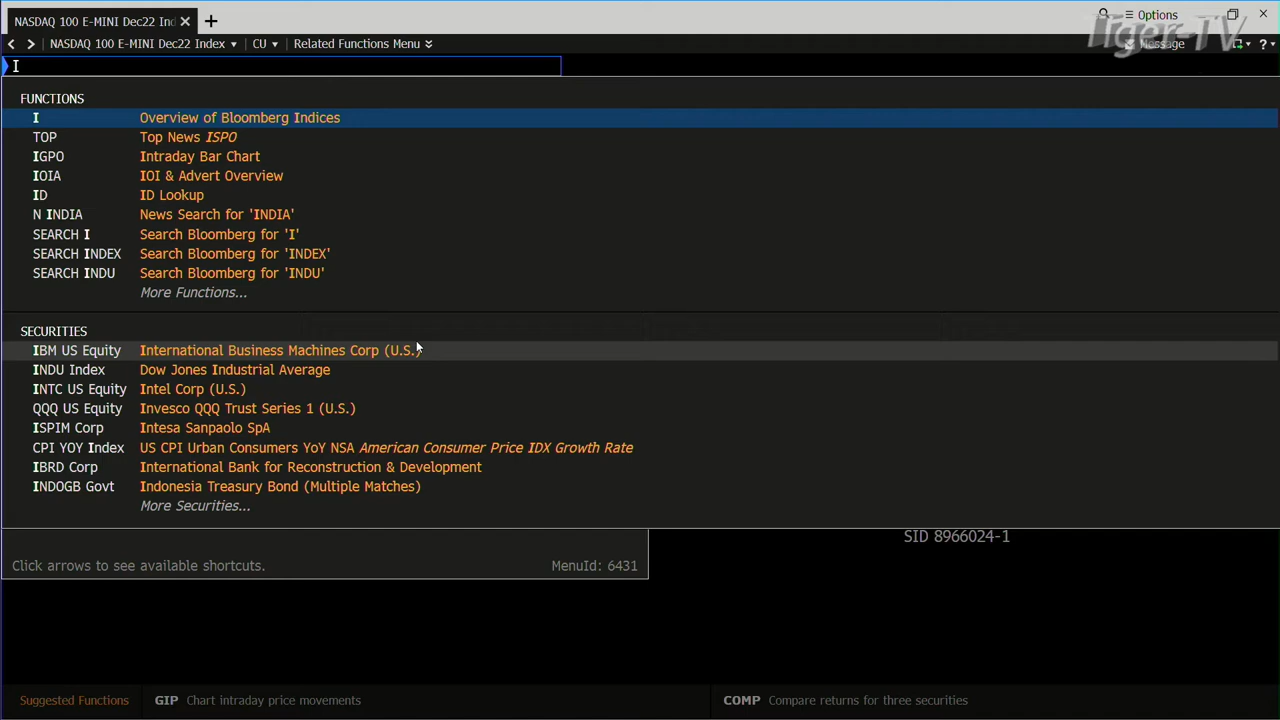 NASDAQ 100 E-MINI Dec22 Ind
Options
NASDAQ 100 E-MINI Dec22 Index
CU
Related Functions Menu
Message
?
Tiger-TV
I
FUNCTIONS
I Overview of Bloomberg Indices
TOP Top News ISPO
IGPO Intraday Bar Chart
IOIA IOI & Advert Overview
ID ID Lookup
N INDIA News Search for 'INDIA'
SEARCH I Search Bloomberg for 'I'
SEARCH INDEX Search Bloomberg for 'INDEX'
SEARCH INDU Search Bloomberg for 'INDU'
More Functions...
SECURITIES
IBM US Equity International Business Machines Corp (U.S.)
INDU Index Dow Jones Industrial Average
INTC US Equity Intel Corp (U.S.)
QQQ US Equity Invesco QQQ Trust Series 1 (U.S.)
ISPIM Corp Intesa Sanpaolo SpA
CPI YOY Index US CPI Urban Consumers YoY NSA American Consumer Price IDX Growth Rate
IBRD Corp International Bank for Reconstruction & Development
INDOGB Govt Indonesia Treasury Bond (Multiple Matches)
More Securities...
SID 8966024-1
Click arrows to see available shortcuts. MenuId: 6431
Suggested Functions GIP Chart intraday price movements COMP Compare returns for three securities